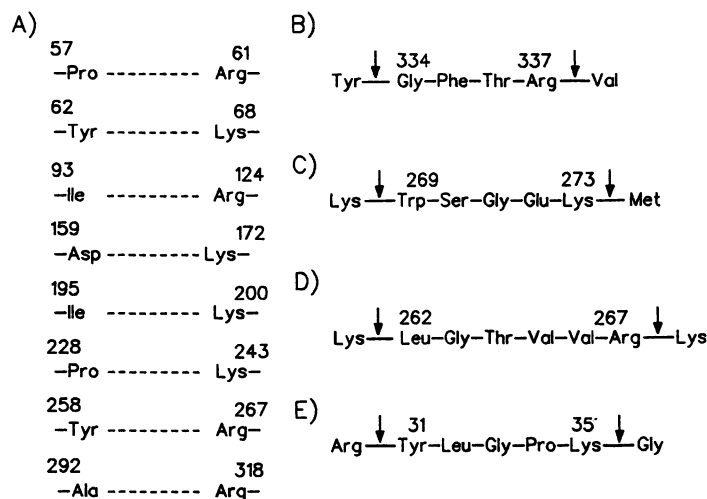 A)
57 61
–Pro ---------- Arg–
62 68
–Tyr ---------- Lys–
93 124
–Ile ---------- Arg–
159 172
–Asp ---------- Lys–
195 200
–Ile ---------- Lys–
228 243
–Pro ---------- Lys–
258 267
–Tyr ---------- Arg–
292 318
–Ala ---------- Arg–
B)
334 337
Tyr—Gly–Phe–Thr–Arg—Val
C)
269 273
Lys—Trp–Ser–Gly–Glu–Lys—Met
D)
262 267
Lys—Leu–Gly–Thr–Val–Val–Arg—Lys
E)
31 35
Arg—Tyr–Leu–Gly–Pro–Lys—Gly